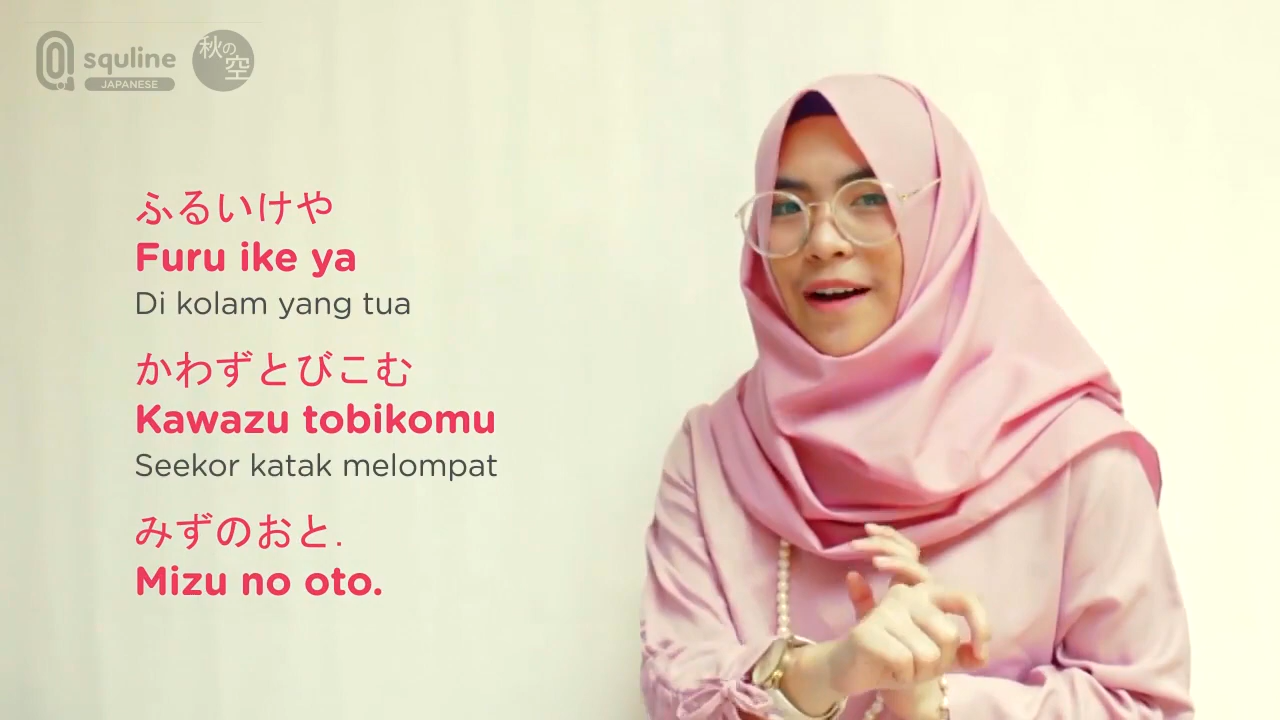 squline
JAPANESE
秋の空
ふるいけや
Furu ike ya
Di kolam yang tua
かわずとびこむ
Kawazu tobikomu
Seekor katak melompat
みずのおと.
Mizu no oto.